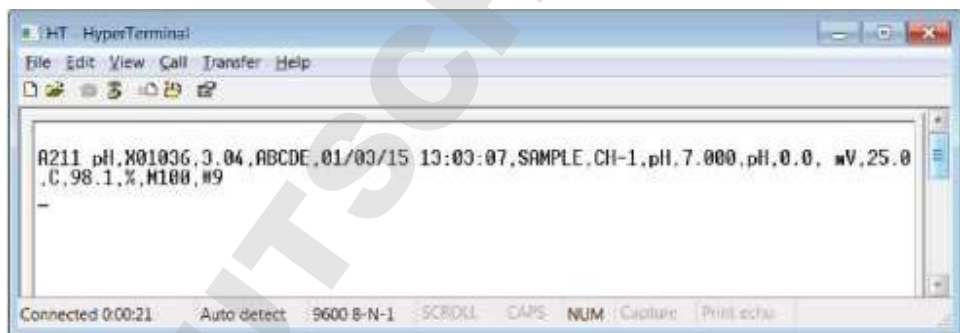 HT - HyperTerminal
File Edit View Call Transfer Help
A211 pH,X01036,3.04,ABCDE,01/03/15 13:03:07,SAMPLE,CH-1,pH,7.000,pH,0.0, mV,25.0
,C,98.1,%,M100,#9
Connected 0:00:21 Auto detect 9600 8-N-1 SCROLL CAPS NUM Capture Print echo